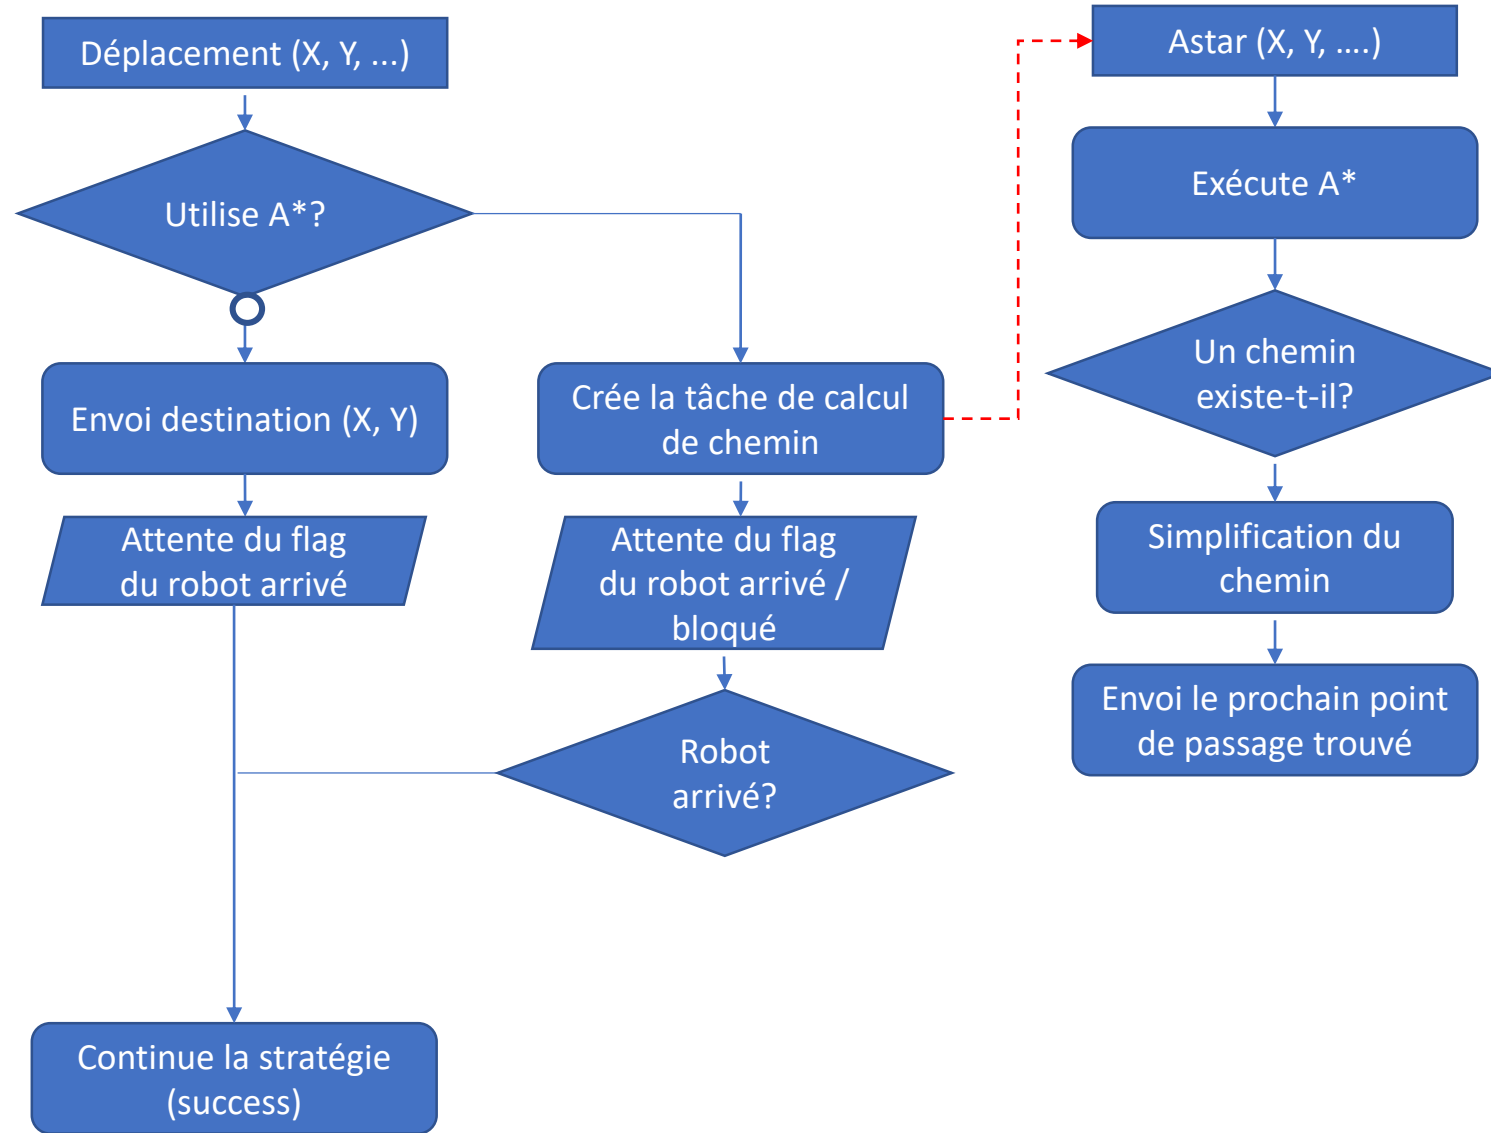 Déplacement (X, Y, ...)
Utilise A*?
Envoi destination (X, Y)
Attente du flag
du robot arrivé
Continue la stratégie
(success)
Crée la tâche de calcul
de chemin
Attente du flag
du robot arrivé /
bloqué
Robot
arrivé?
Astar (X, Y, ....)
Exécute A*
Un chemin
existe-t-il?
Simplification du
chemin
Envoi le prochain point
de passage trouvé